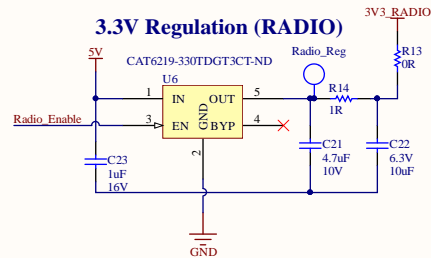 3.3V Regulation (RADIO)
3V3_RADIO
5V
CAT6219-330TDGT3CT-ND
Radio_Reg
U6
R13
0R
1
IN
OUT
5
R14
1R
Radio_Enable
3
EN
GND
BYP
4
2
C23
1uF
16V
C21
4.7uF
10V
C22
6.3V
10uF
GND